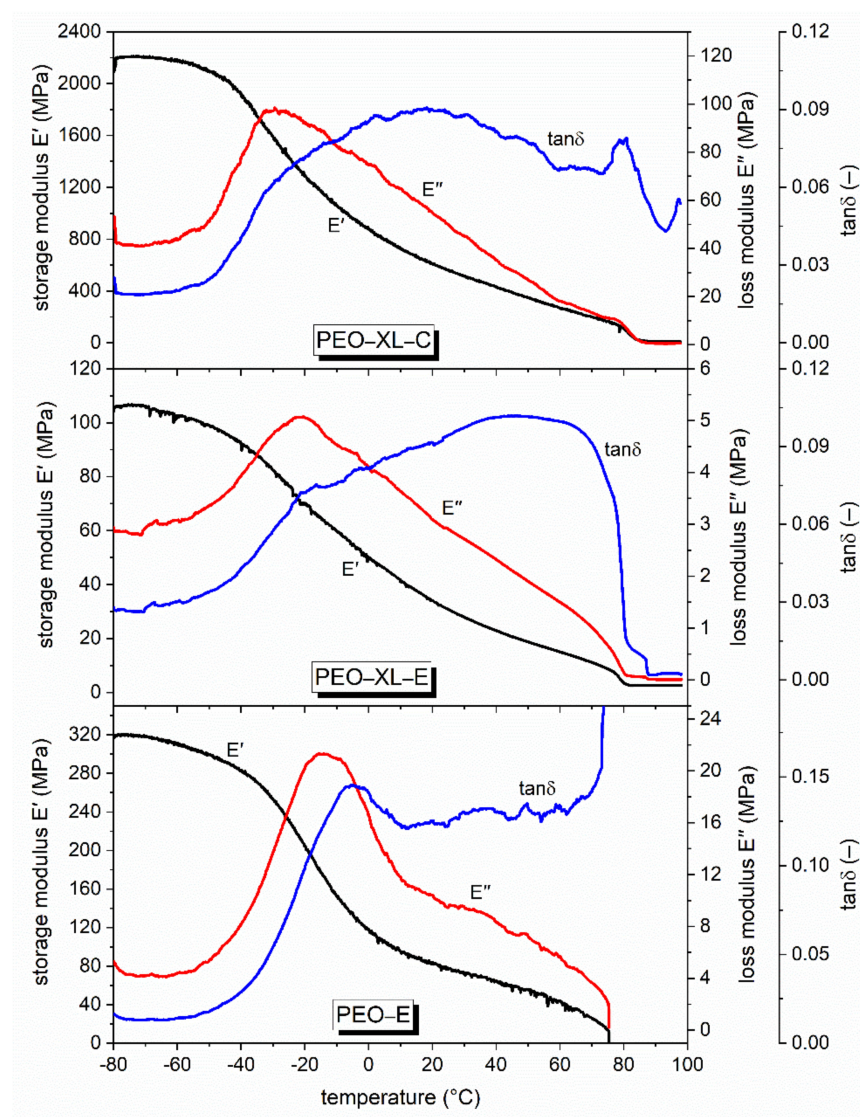 2400
2000
1600
1200
800
400
0
storage modulus E′ (MPa)
120
100
80
60
40
20
0
loss modulus E″ (MPa)
0.12
0.09
0.06
0.03
0.00
tanδ (–)
tanδ
E″
E′
PEO–XL–C
120
100
80
60
40
20
0
storage modulus E′ (MPa)
6
5
4
3
2
1
0
loss modulus E″ (MPa)
0.12
0.09
0.06
0.03
0.00
tanδ (–)
tanδ
E″
E′
PEO–XL–E
320
280
240
200
160
120
80
40
0
storage modulus E′ (MPa)
24
20
16
12
8
4
0
loss modulus E″ (MPa)
0.15
0.10
0.05
0.00
tanδ (–)
E′
tanδ
E″
PEO–E
-80 -60 -40 -20 0 20 40 60 80 100
temperature (°C)